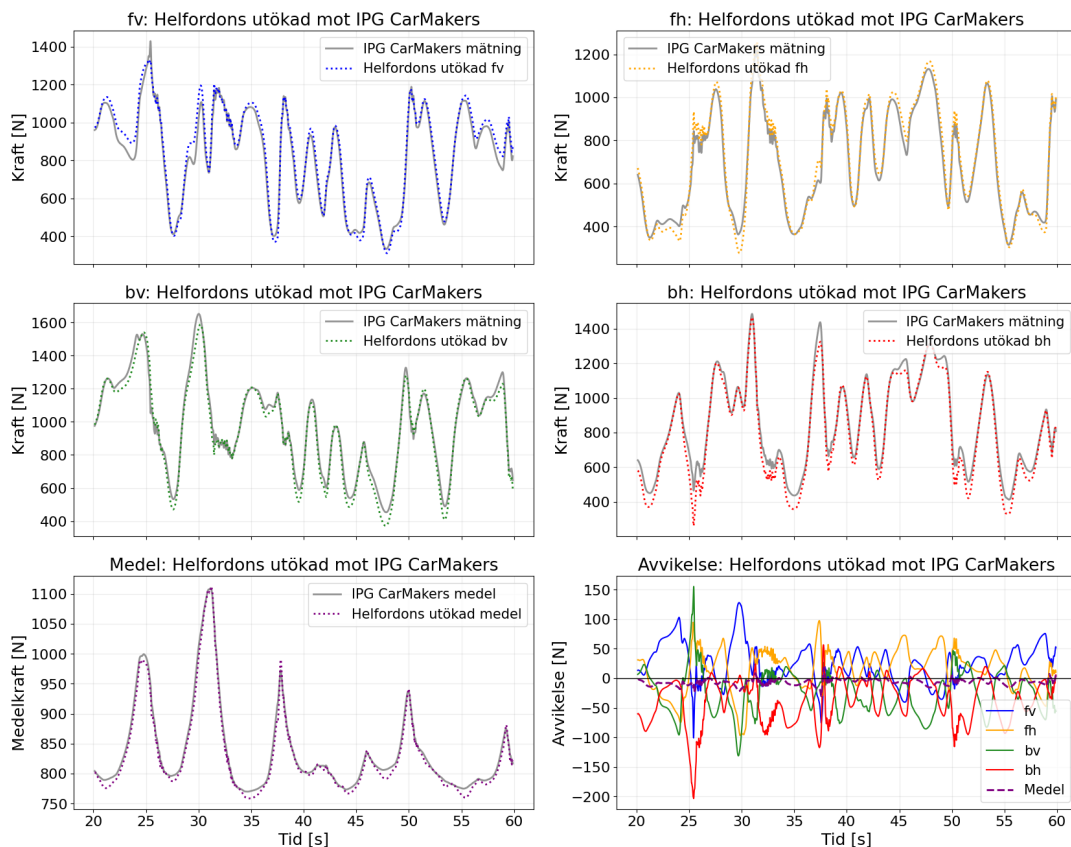 fv: Helfordons utökad mot IPG CarMakers
1400
1200
1000
800
600
400
Kraft [N]
IPG CarMakers mätning
Helfordons utökad fv
fh: Helfordons utökad mot IPG CarMakers
1200
1000
800
600
400
Kraft [N]
IPG CarMakers mätning
Helfordons utökad fh
bv: Helfordons utökad mot IPG CarMakers
1600
1400
1200
1000
800
600
400
Kraft [N]
IPG CarMakers mätning
Helfordons utökad bv
bh: Helfordons utökad mot IPG CarMakers
1400
1200
1000
800
600
400
Kraft [N]
IPG CarMakers mätning
Helfordons utökad bh
Medel: Helfordons utökad mot IPG CarMakers
1100
1050
1000
950
900
850
800
750
Medelkraft [N]
IPG CarMakers medel
Helfordons utökad medel
20 25 30 35 40 45 50 55 60
Tid [s]
Avvikelse: Helfordons utökad mot IPG CarMakers
150
100
50
0
−50
−100
−150
−200
Avvikelse [N]
fv
fh
bv
bh
Medel
20 25 30 35 40 45 50 55 60
Tid [s]